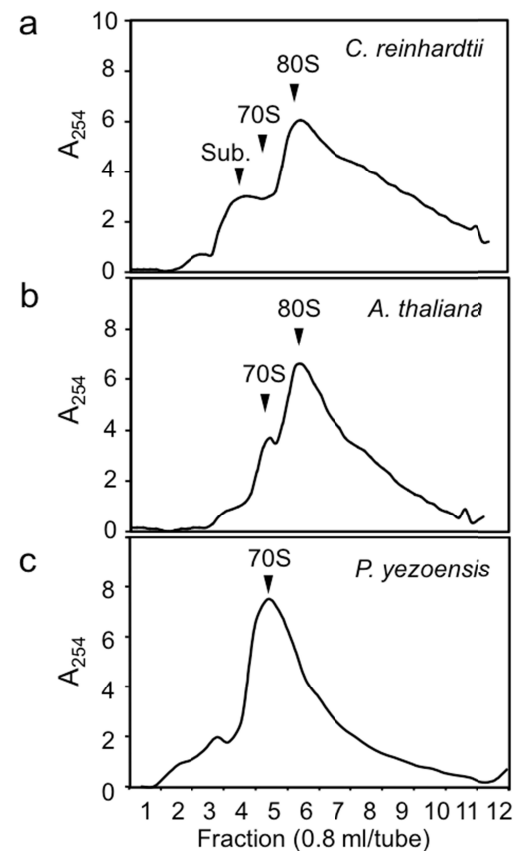 a
C. reinhardtii
10
8
6
4
2
0
A254
Sub.
70S
80S
b
A. thaliana
8
6
4
2
0
A254
70S
80S
c
P. yezoensis
8
6
4
2
0
A254
70S
1 2 3 4 5 6 7 8 9 10 11 12
Fraction (0.8 ml/tube)